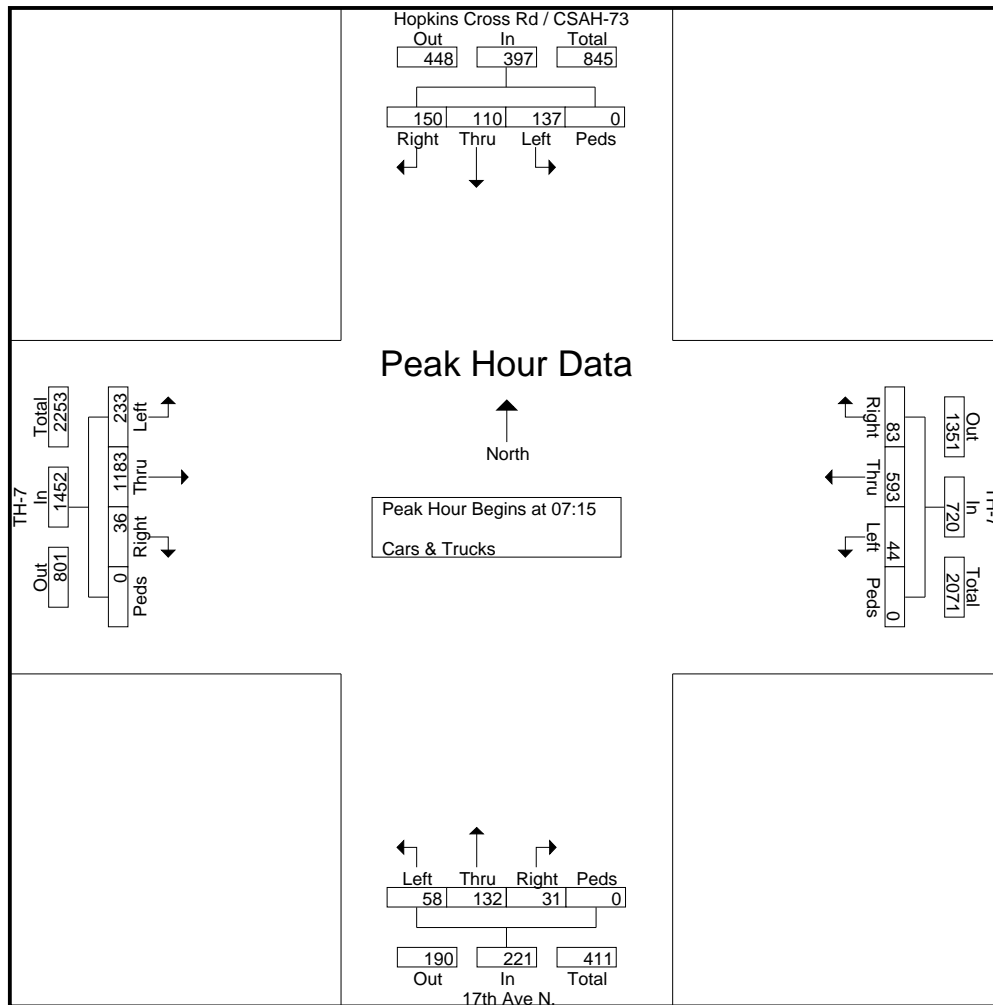 Hopkins Cross Rd / CSAH-73
Out In Total
448 397 845
150 110 137 0
Right Thru Left Peds
Peak Hour Data
North
Peak Hour Begins at 07:15
Cars & Trucks
TH-7
Total In Out
2253 1452 801
233 1183 36 0
Left Thru Right Peds
Right Thru Left Peds
83 593 44 0
Out In Total
1351 720 2071
TH-7
Left Thru Right Peds
58 132 31 0
190 221 411
Out In Total
17th Ave N.